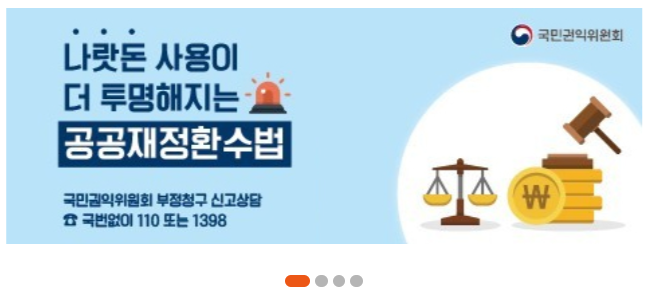 국민권익위원회
나랏돈 사용이
더 투명해지는
공공재정환수법
국민권익위원회 부정청구 신고상담
☎ 국번없이 110 또는 1398
₩